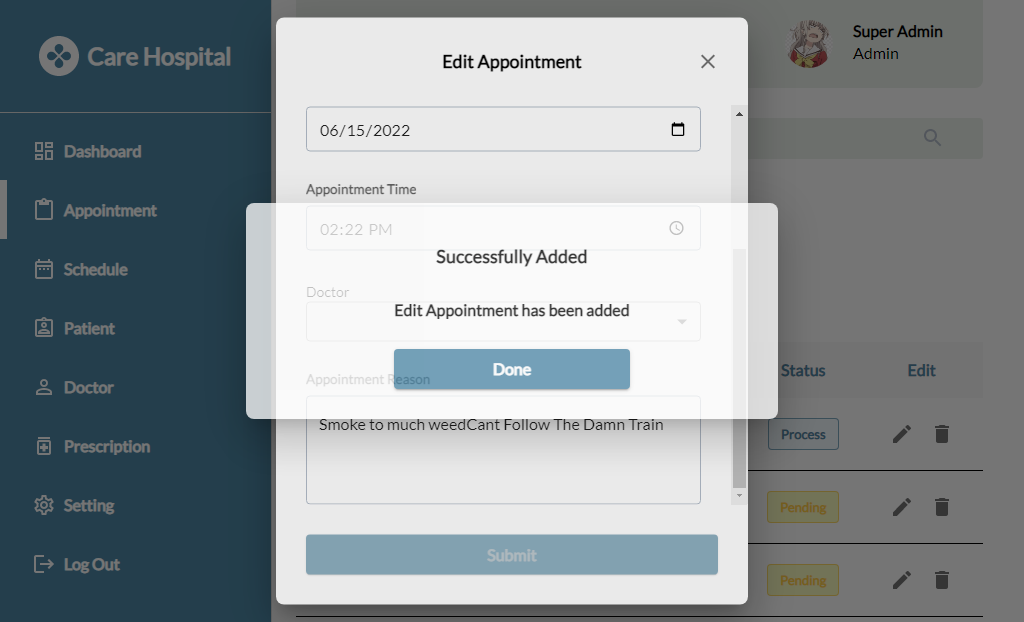 Care Hospital
Dashboard
Appointment
Schedule
Patient
Doctor
Prescription
Setting
Log Out
Super Admin
Admin
Edit Appointment
06/15/2022
Appointment Time
02:22 PM
Successfully Added
Doctor
Edit Appointment has been added
Done
Appointment Reason
Smoke to much weedCant Follow The Damn Train
Submit
Status Edit
Process
Pending
Pending